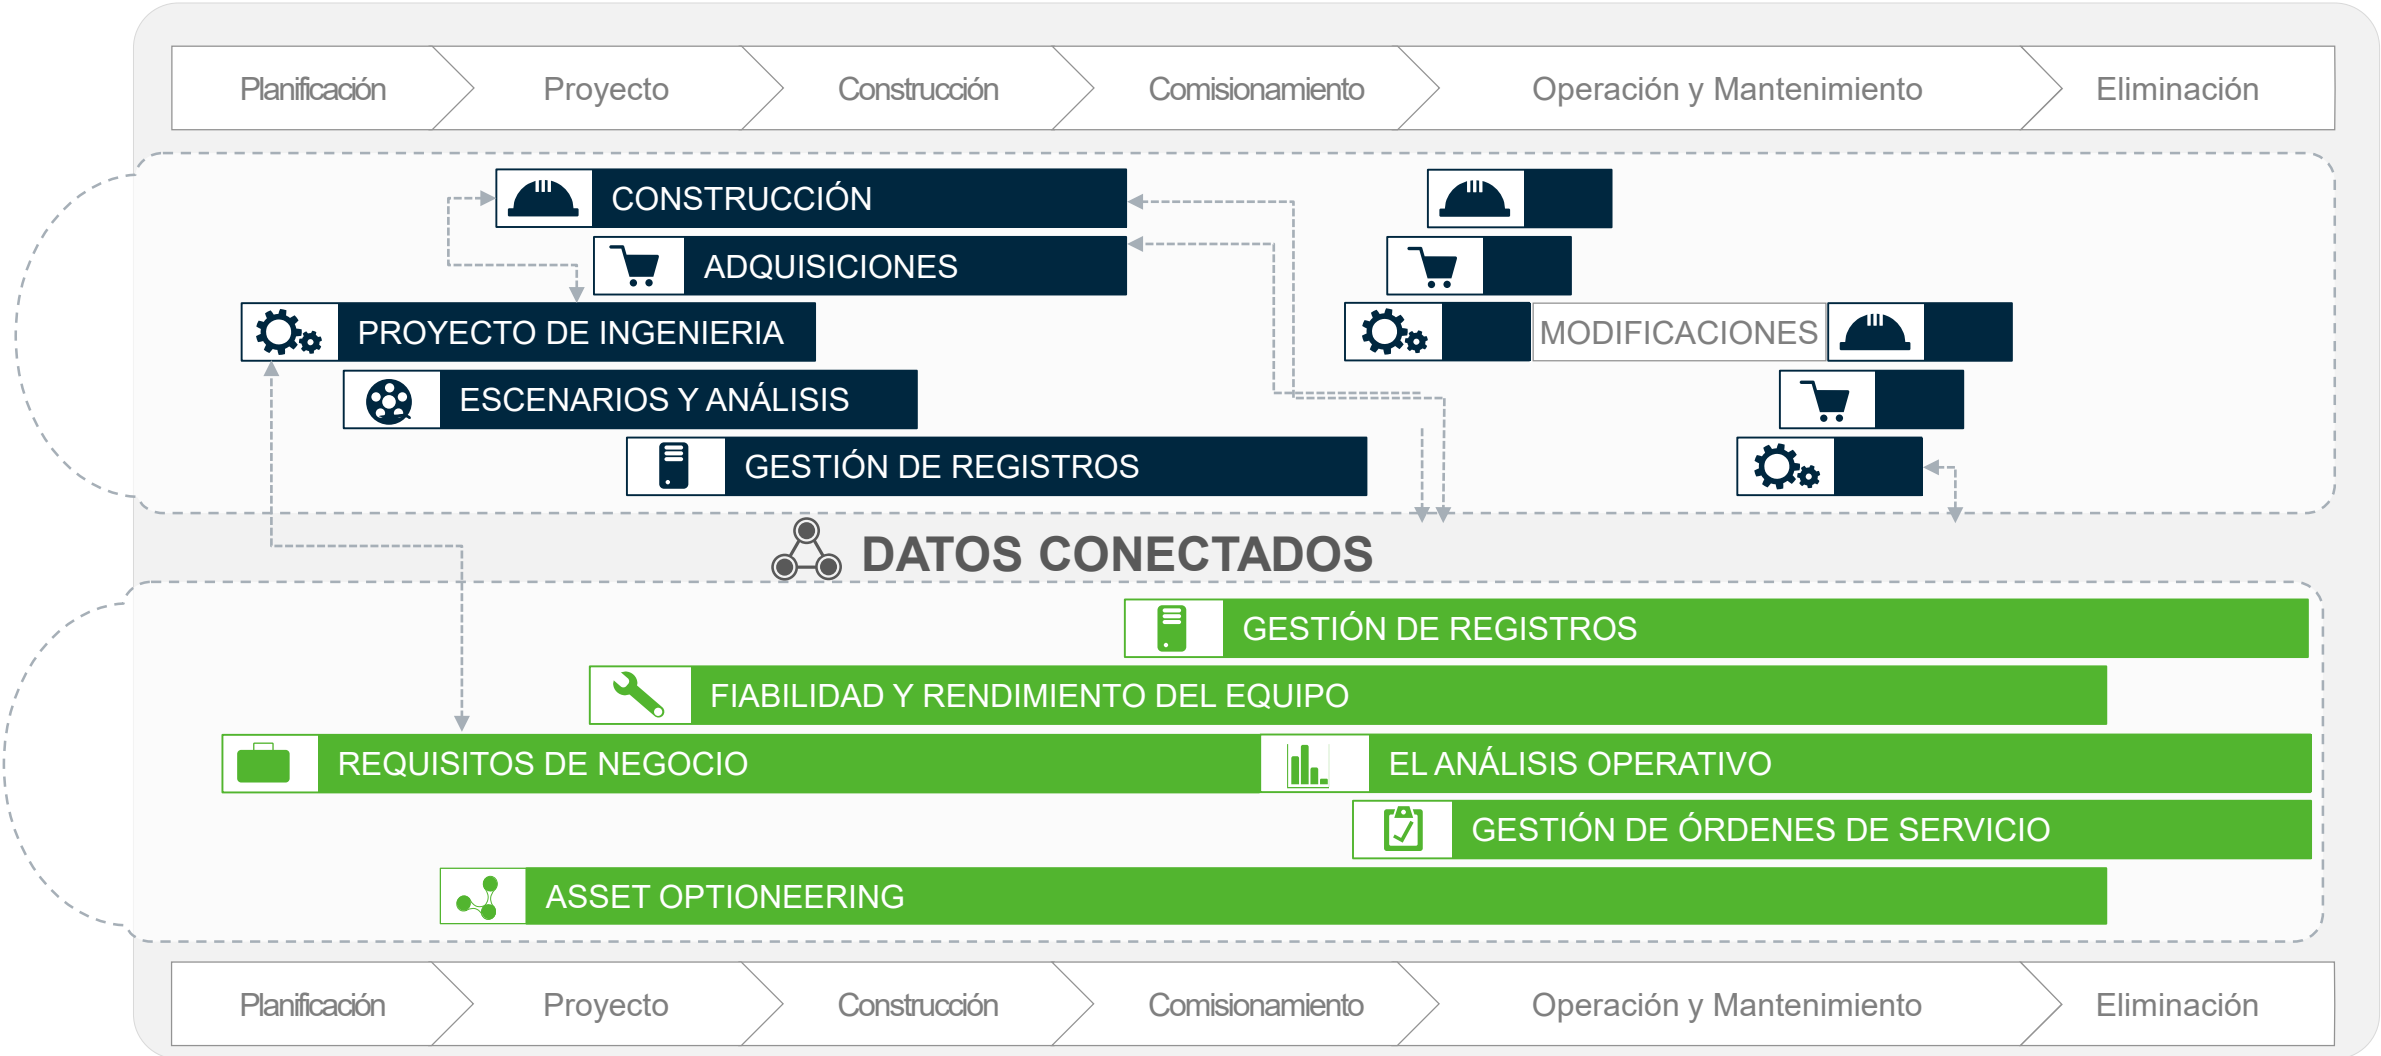 Planificación
Proyecto
Construcción
Comisionamiento
Operación y Mantenimiento
Eliminación
CONSTRUCCIÓN
ADQUISICIONES
PROYECTO DE INGENIERIA
MODIFICACIONES
ESCENARIOS Y ANÁLISIS
GESTIÓN DE REGISTROS
DATOS CONECTADOS
GESTIÓN DE REGISTROS
FIABILIDAD Y RENDIMIENTO DEL EQUIPO
REQUISITOS DE NEGOCIO
EL ANÁLISIS OPERATIVO
GESTIÓN DE ÓRDENES DE SERVICIO
ASSET OPTIONEERING
Planificación
Proyecto
Construcción
Comisionamiento
Operación y Mantenimiento
Eliminación